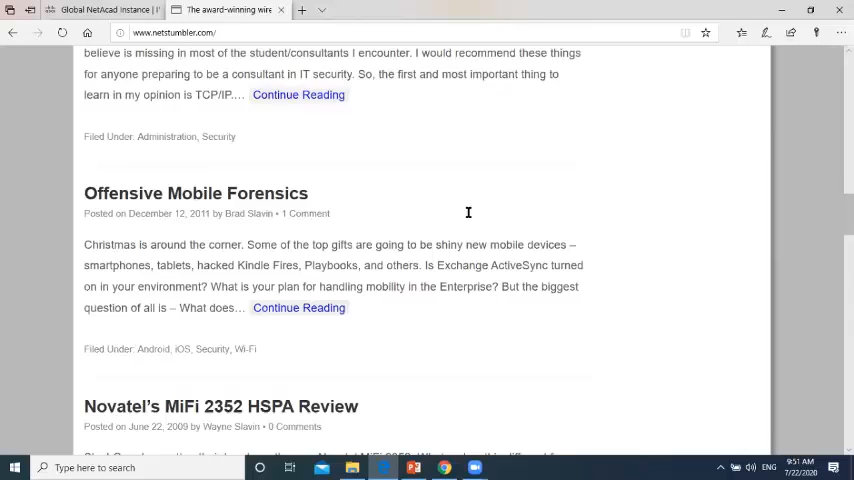 Global NetAcad Instance | I'
The award-winning wire
www.netstumbler.com/
believe is missing in most of the student/consultants I encounter. I would recommend these things
for anyone preparing to be a consultant in IT security. So, the first and most important thing to
learn in my opinion is TCP/IP.… Continue Reading
Filed Under: Administration, Security
Offensive Mobile Forensics
Posted on December 12, 2011 by Brad Slavin • 1 Comment
Christmas is around the corner. Some of the top gifts are going to be shiny new mobile devices –
smartphones, tablets, hacked Kindle Fires, Playbooks, and others. Is Exchange ActiveSync turned
on in your environment? What is your plan for handling mobility in the Enterprise? But the biggest
question of all is – What does… Continue Reading
Filed Under: Android, iOS, Security, Wi-Fi
Novatel's MiFi 2352 HSPA Review
Posted on June 22, 2009 by Wayne Slavin • 0 Comments
Type here to search
ENG
9:51 AM
7/22/2020